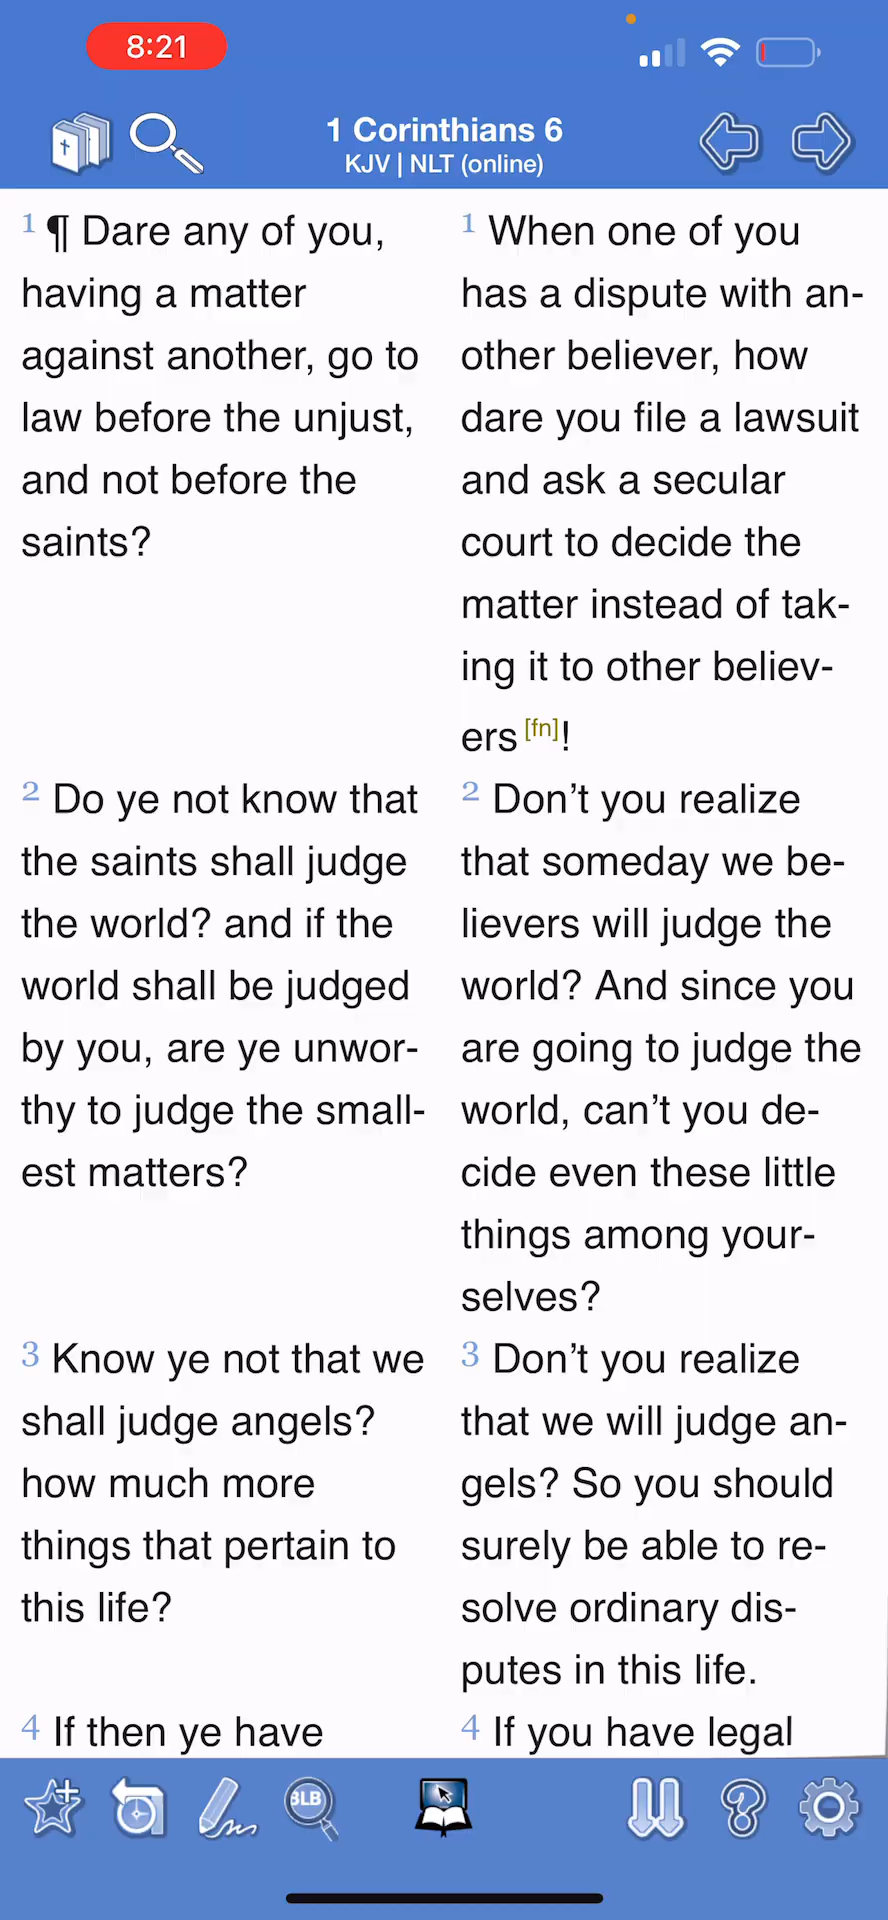 8:21
1 Corinthians 6
KJV | NLT (online)
1 ¶ Dare any of you,
having a matter
against another, go to
law before the unjust,
and not before the
saints?
1 When one of you
has a dispute with an-
other believer, how
dare you file a lawsuit
and ask a secular
court to decide the
matter instead of tak-
ing it to other believ-
ers [fn]!
2 Do ye not know that
the saints shall judge
the world? and if the
world shall be judged
by you, are ye unwor-
thy to judge the small-
est matters?
2 Don’t you realize
that someday we be-
lievers will judge the
world? And since you
are going to judge the
world, can’t you de-
cide even these little
things among your-
selves?
3 Know ye not that we
shall judge angels?
how much more
things that pertain to
this life?
3 Don’t you realize
that we will judge an-
gels? So you should
surely be able to re-
solve ordinary dis-
putes in this life.
4 If then ye have
4 If you have legal
BLB